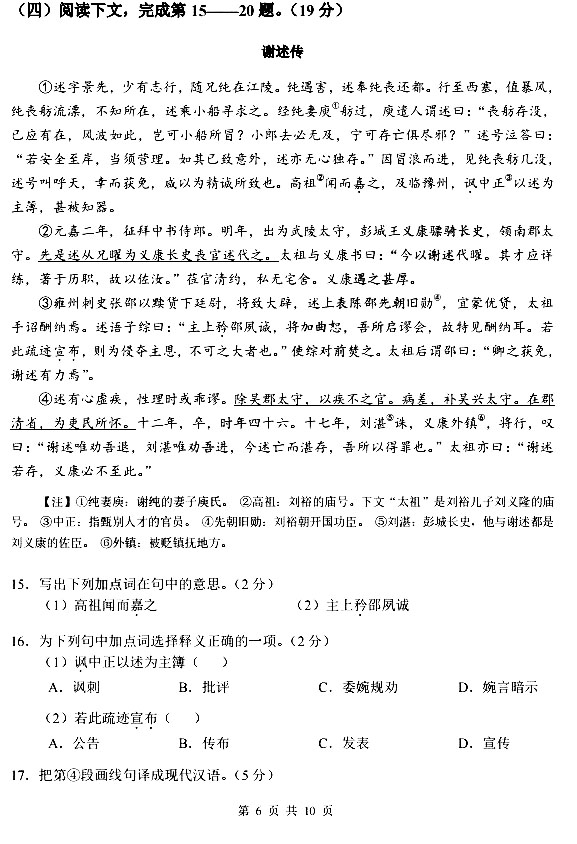 （四）阅读下文，完成第 15——20 题。（19 分）
谢述传
①述字景先，少有志行，随兄纯在江陵。纯遇害，述奉纯丧还都。行至西塞，值暴风，
纯丧舫流漂，不知所在，述乘小船寻求之。经纯妻庾①舫过，庾遣人谓述曰：“丧舫存没，
已应有在，风波如此，岂可小船所冒？小郎去必无及，宁可存亡俱尽邪？”述号泣答曰：
“若安全至岸，当须营理。如其已致意外，述亦无心独存。”因冒浪而进，见纯丧舫几没，
述号叫呼天，幸而获免，咸以为精诚所致也。高祖②闻而嘉之，及临豫州，讽中正③以述为
主簿，甚被知器。
②元嘉二年，征拜中书侍郎。明年，出为武陵太守，彭城王义康骠骑长史，领南郡太
守。先是述从兄曜为义康长史丧官述代之。太祖与义康书曰：“今以谢述代曜。其才应详
练，著于历职，故以佐汝。”莅官清约，私无宅舍。义康遇之甚厚。
③雍州刺史张邵以黩货下廷尉，将致大辟，述上表陈邵先朝旧勋④，宜蒙优贷，太祖
手诏酬纳焉。述语子综曰：“主上矜邵夙诚，将加曲恕，吾所启谬会，故特见酬纳耳。若
此疏迹宣布，则为侵夺主恩，不可之大者也。”使综对前焚之。太祖后谓邵曰：“卿之获免，
谢述有力焉”。
④述有心虚疾，性理时或乖谬。除吴郡太守，以疾不之官。病差，补吴兴太守。在郡
清省，为吏民所怀。十二年，卒，时年四十六。十七年，刘湛⑤诛，义康外镇⑥，将行，叹
曰：“谢述唯劝吾退，刘湛唯劝吾进，今述亡而湛存，吾所以得罪也。”太祖亦曰：“谢述
若存，义康必不至此。”
【注】①纯妻庾：谢纯的妻子庾氏。 ②高祖：刘裕的庙号。下文“太祖”是刘裕儿子刘义隆的庙
号。 ③中正：指甄别人才的官员。 ④先朝旧勋：刘裕朝开国功臣。 ⑤刘湛：彭城长史，他与谢述都是
刘义康的佐臣。 ⑥外镇：被贬镇抚地方。
15．写出下列加点词在句中的意思。（2 分）
（1）高祖闻而嘉之 （2）主上矜邵夙诚
16．为下列句中加点词选择释义正确的一项。（2 分）
（1）讽中正以述为主簿（ ）
A．讽刺 B．批评 C．委婉规劝 D．婉言暗示
（2）若此疏迹宣布（ ）
A．公告 B．传布 C．发表 D．宣传
17．把第④段画线句译成现代汉语。（5 分）
第 6 页 共 10 页